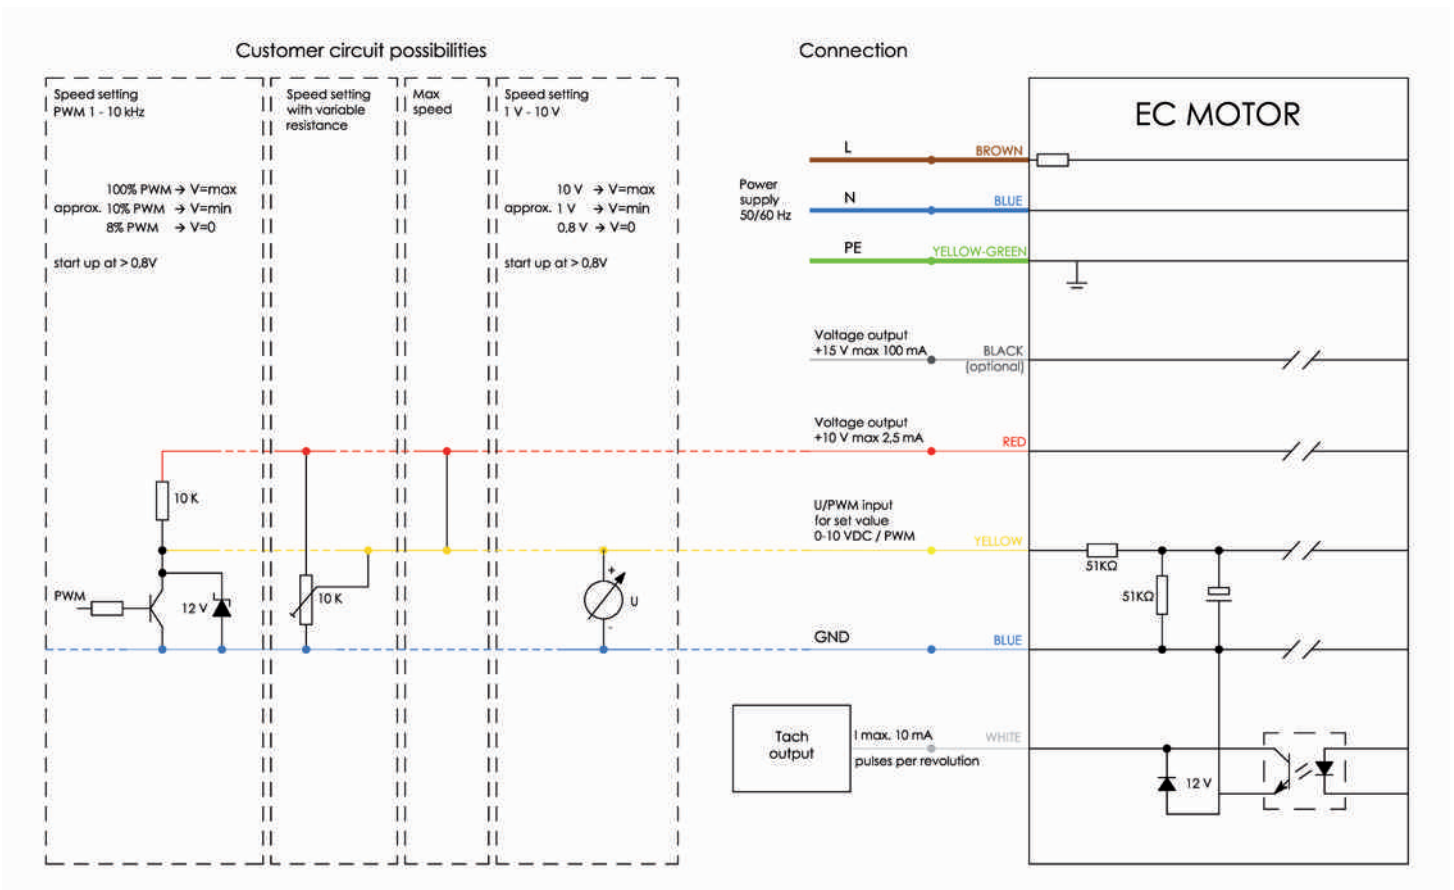 Customer circuit possibilities
Connection
Speed setting
PWM 1 - 10 kHz
100% PWM → V=max
approx. 10% PWM → V=min
8% PWM → V=0
start up at > 0,8V
10 K
PWM
12 V
Speed setting
with variable
resistance
10 K
Max
speed
Speed setting
1 V - 10 V
10 V → V=max
approx. 1 V → V=min
0,8 V → V=0
start up at > 0,8V
+
U
-
EC MOTOR
Power
supply
50/60 Hz
L
BROWN
N
BLUE
PE
YELLOW-GREEN
Voltage output
+15 V max 100 mA
BLACK
(optional)
Voltage output
+10 V max 2,5 mA
RED
U/PWM input
for set value
0-10 VDC / PWM
YELLOW
51KΩ
51KΩ
GND
BLUE
Tach
output
I max. 10 mA
WHITE
pulses per revolution
12 V